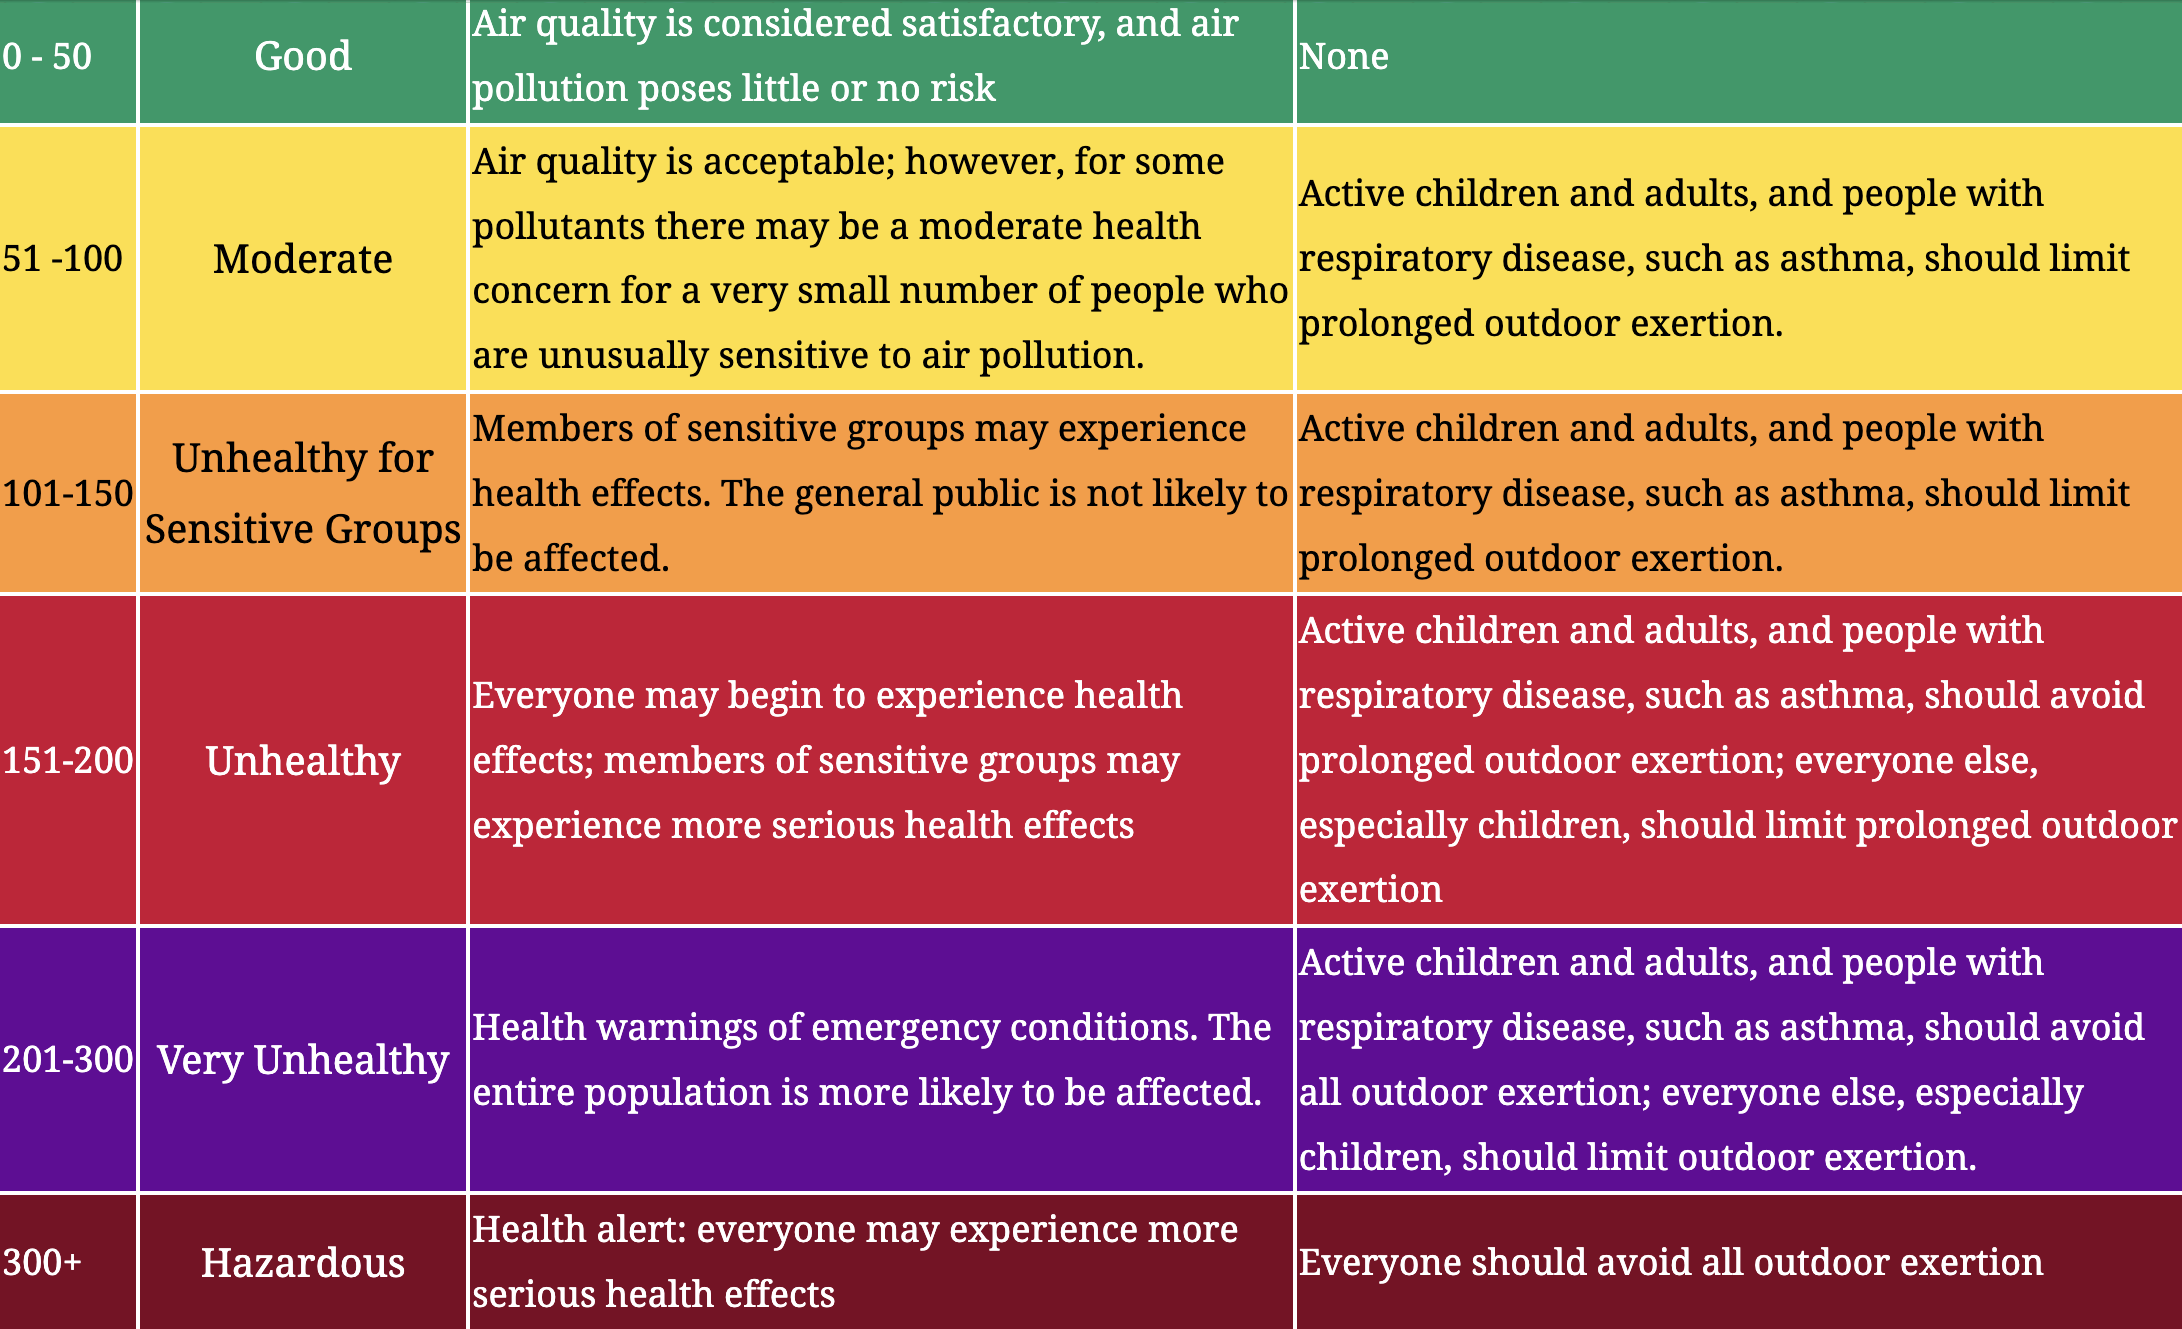 0 - 50
Good
Air quality is considered satisfactory, and air
pollution poses little or no risk
None
51 -100
Moderate
Air quality is acceptable; however, for some
pollutants there may be a moderate health
concern for a very small number of people who
are unusually sensitive to air pollution.
Active children and adults, and people with
respiratory disease, such as asthma, should limit
prolonged outdoor exertion.
101-150
Unhealthy for
Sensitive Groups
Members of sensitive groups may experience
health effects. The general public is not likely to
be affected.
Active children and adults, and people with
respiratory disease, such as asthma, should limit
prolonged outdoor exertion.
151-200
Unhealthy
Everyone may begin to experience health
effects; members of sensitive groups may
experience more serious health effects
Active children and adults, and people with
respiratory disease, such as asthma, should avoid
prolonged outdoor exertion; everyone else,
especially children, should limit prolonged outdoor
exertion
201-300
Very Unhealthy
Health warnings of emergency conditions. The
entire population is more likely to be affected.
Active children and adults, and people with
respiratory disease, such as asthma, should avoid
all outdoor exertion; everyone else, especially
children, should limit outdoor exertion.
300+
Hazardous
Health alert: everyone may experience more
serious health effects
Everyone should avoid all outdoor exertion